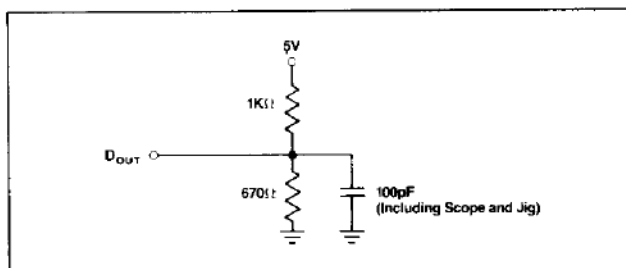 5V
1KΩ
DOUT
670Ω
100pF
(Including Scope and Jig)